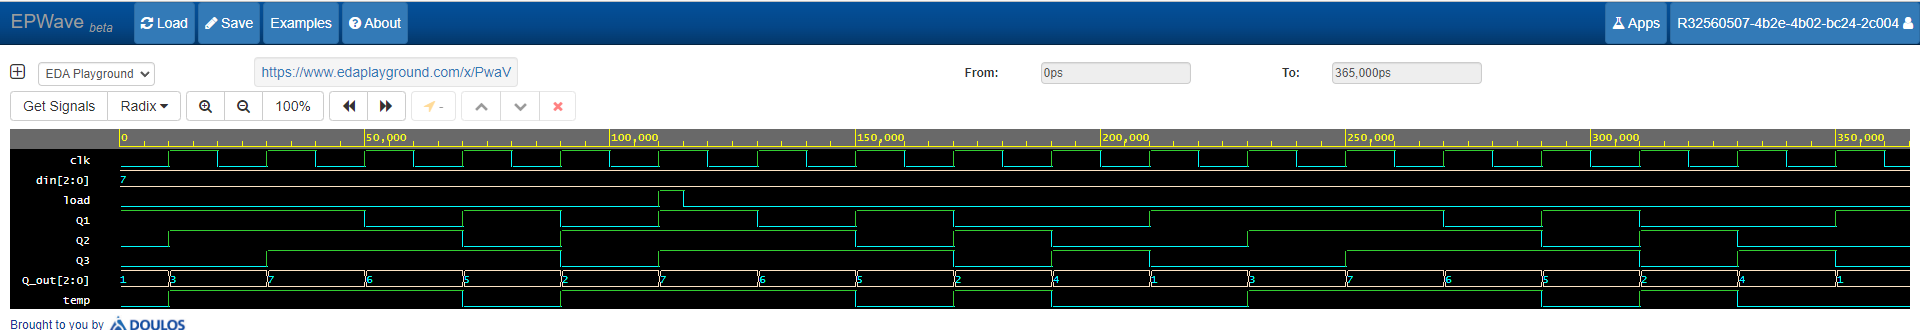 EPWave beta Load Save Examples About Apps R32560507-4b2e-4b02-bc24-2c004
EDA Playground https://www.edaplayground.com/x/PwaV From: 0ps To: 365,000ps
Get Signals Radix 100% -
0 50,000 100,000 150,000 200,000 250,000 300,000 350,000
clk
din[2:0] 7
load
Q1
Q2
Q3
Q_out[2:0] 1 3 7 6 5 2 7 6 5 2 4 1 3 7 6 5 2 4 1
temp
Brought to you by DOULOS